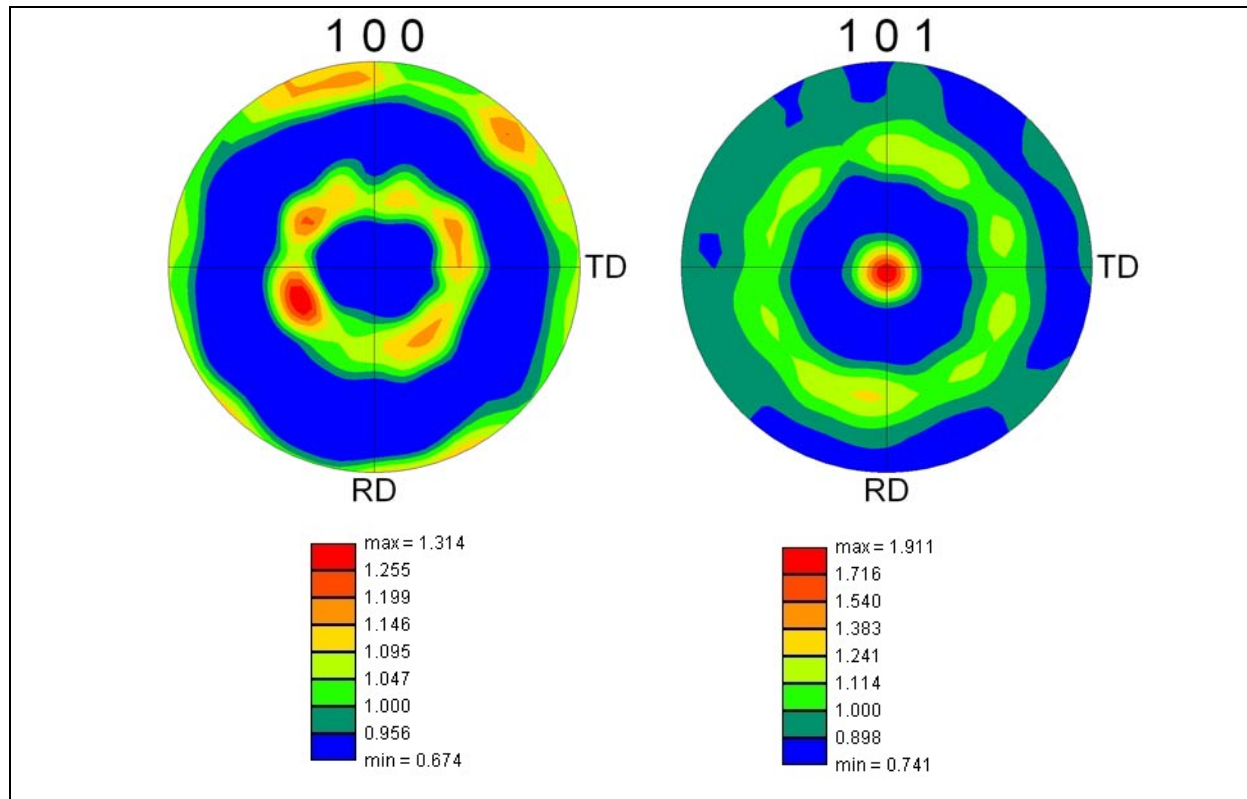 1 0 0
TD
RD
max = 1.314
1.255
1.199
1.146
1.095
1.047
1.000
0.956
min = 0.674
1 0 1
TD
RD
max = 1.911
1.716
1.540
1.383
1.241
1.114
1.000
0.898
min = 0.741